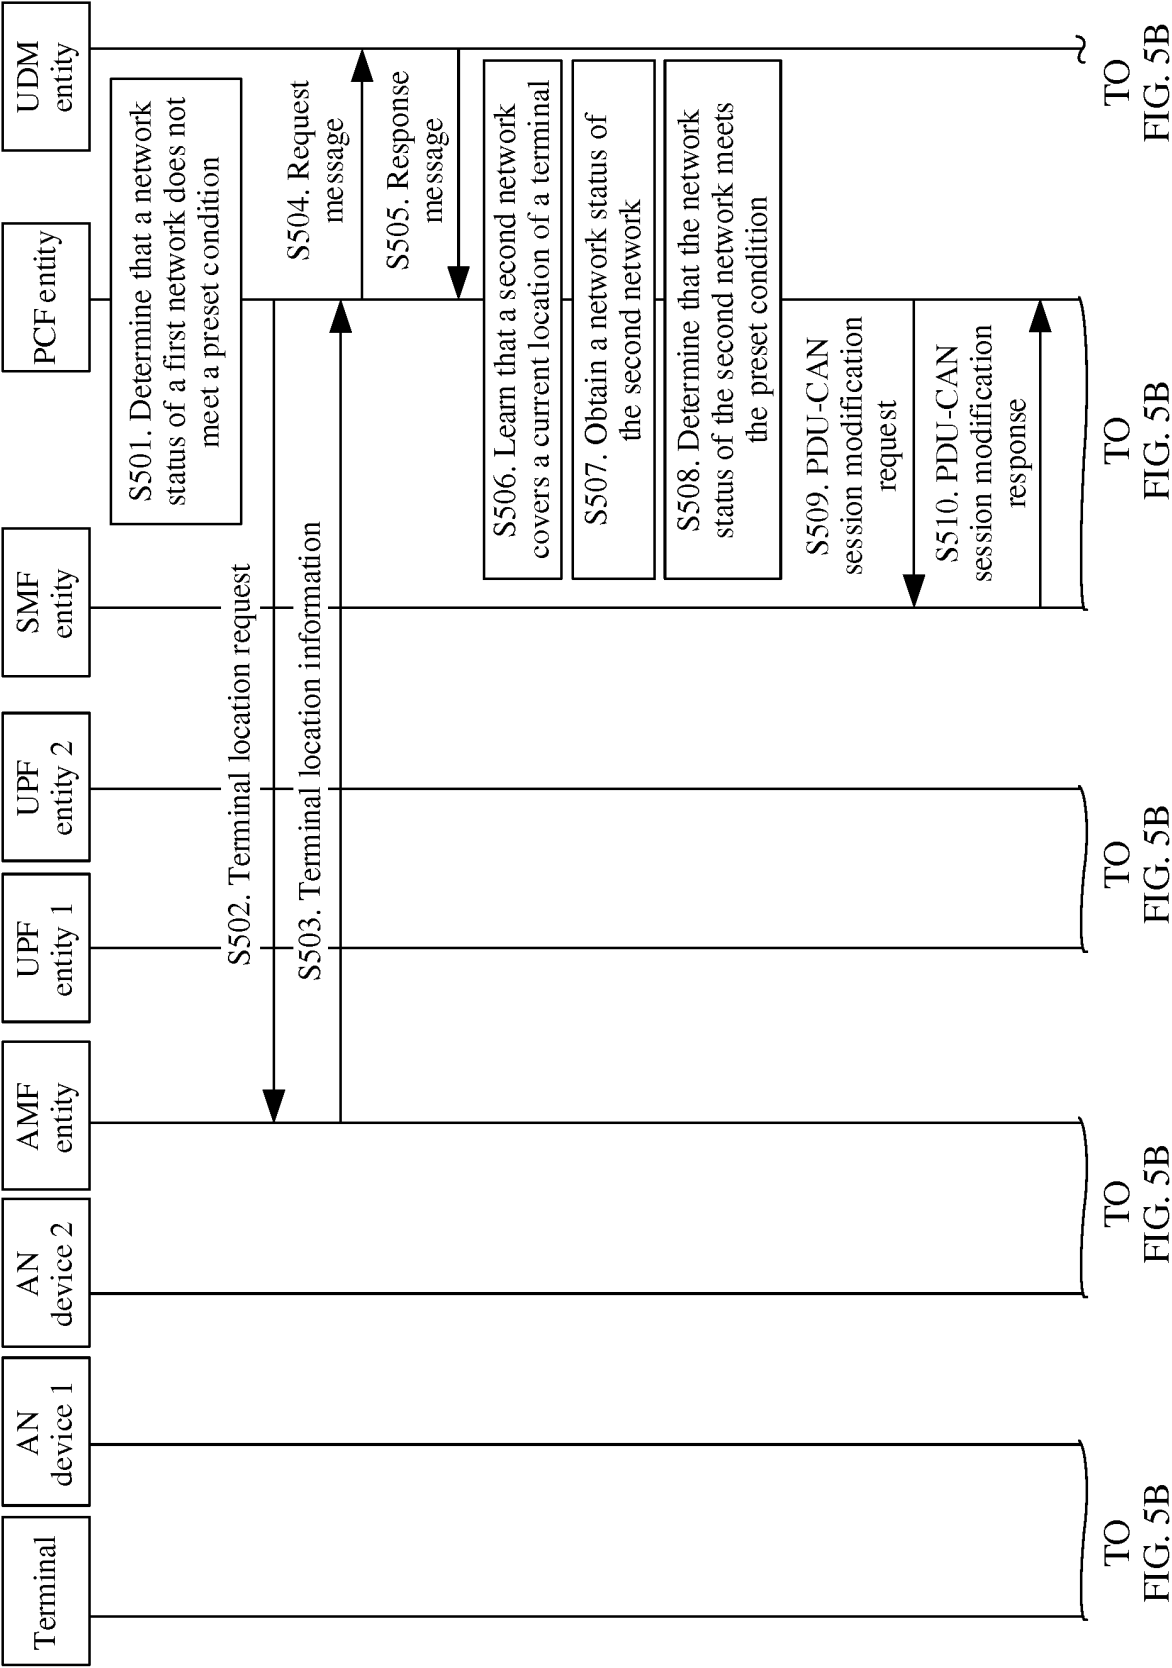 Terminal
AN
device 1
AN
device 2
AMF
entity
UPF
entity 1
UPF
entity 2
SMF
entity
PCF entity
UDM
entity
S501. Determine that a network
status of a first network does not
meet a preset condition
S502. Terminal location request
S503. Terminal location information
S504. Request
message
S505. Response
message
S506. Learn that a second network
covers a current location of a terminal
S507. Obtain a network status of
the second network
S508. Determine that the network
status of the second network meets
the preset condition
S509. PDU-CAN
session modification
request
S510. PDU-CAN
session modification
response
TO
FIG. 5B
TO
FIG. 5B
TO
FIG. 5B
TO
FIG. 5B
TO
FIG. 5B